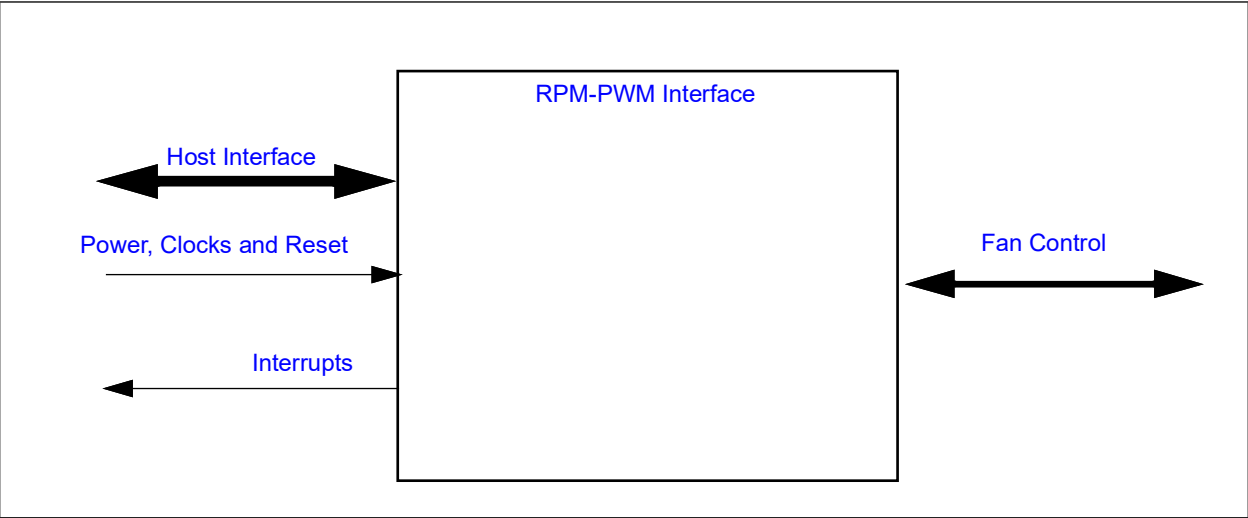 RPM-PWM Interface
Host Interface
Power, Clocks and Reset
Fan Control
Interrupts